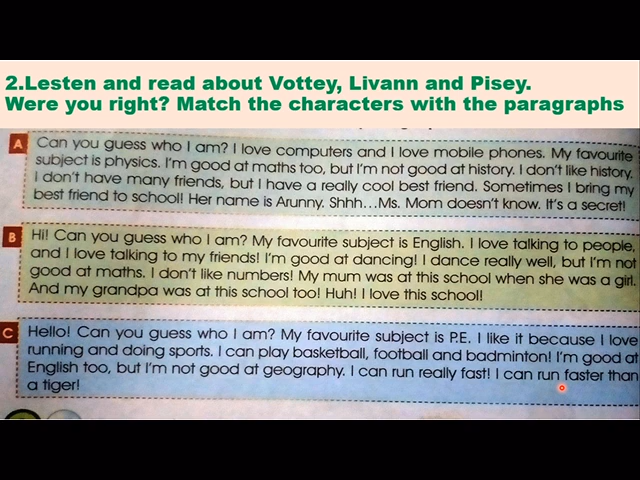 2.Lesten and read about Vottey, Livann and Pisey.
Were you right? Match the characters with the paragraphs
A
Can you guess who I am? I love computers and I love mobile phones. My favourite
subject is physics. I'm good at maths too, but I'm not good at history. I don't like history.
I don't have many friends, but I have a really cool best friend. Sometimes I bring my
best friend to school! Her name is Arunny. Shhh...Ms. Mom doesn't know. It's a secret!
B
Hi! Can you guess who I am? My favourite subject is English. I love talking to people,
and I love talking to my friends! I'm good at dancing! I dance really well, but I'm not
good at maths. I don't like numbers! My mum was at this school when she was a girl.
And my grandpa was at this school too! Huh! I love this school!
C
Hello! Can you guess who I am? My favourite subject is P.E. I like it because I love
running and doing sports. I can play basketball, football and badminton! I'm good at
English too, but I'm not good at geography. I can run really fast! I can run faster than
a tiger!